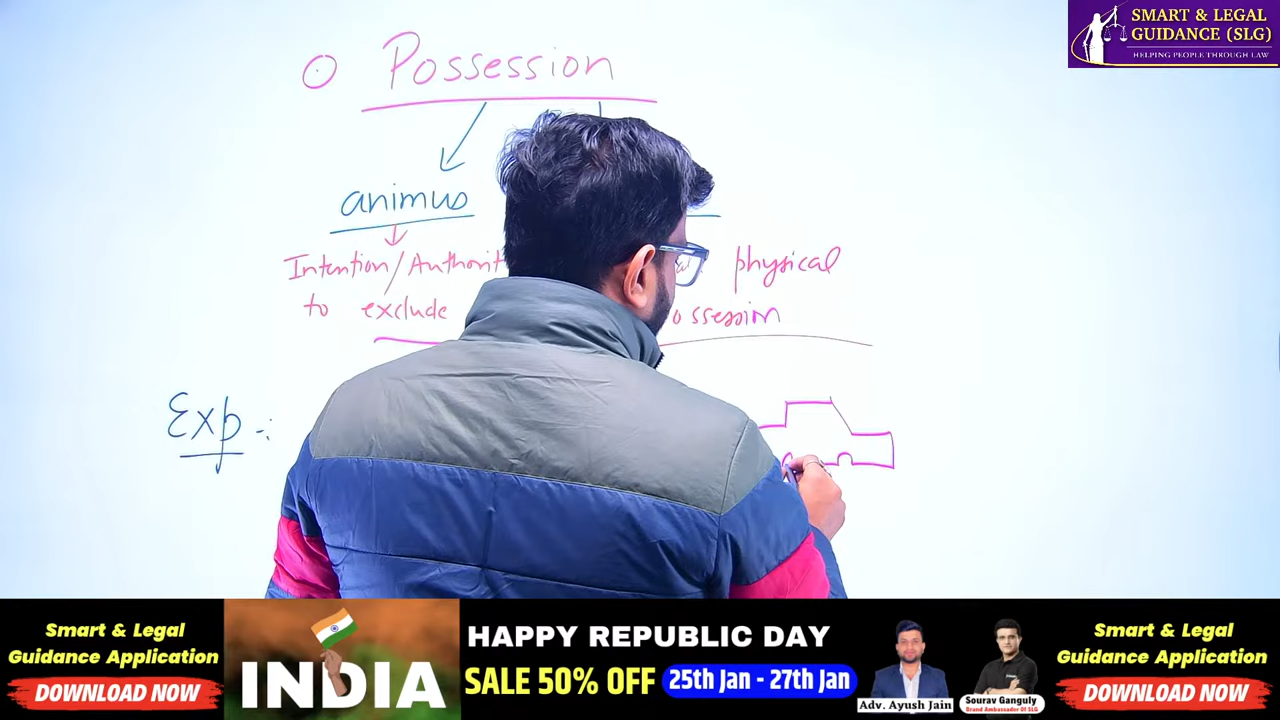 SMART & LEGAL
GUIDANCE (SLG)
HELPING PEOPLE THROUGH LAW
Possession
animus
Intention/Authorit
physical
to exclude
ossession
Exp :-
Smart & Legal
Guidance Application
DOWNLOAD NOW
INDIA
HAPPY REPUBLIC DAY
SALE 50% OFF 25th Jan - 27th Jan
Adv. Ayush Jain
Sourav Ganguly
Brand Ambassador Of SLG
Smart & Legal
Guidance Application
DOWNLOAD NOW